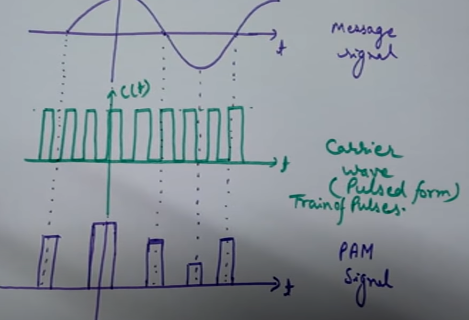 t
Message
signal
C(t)
t
Carrier
wave
(Pulsed form)
Train of Pulses.
PAM
Signal
t